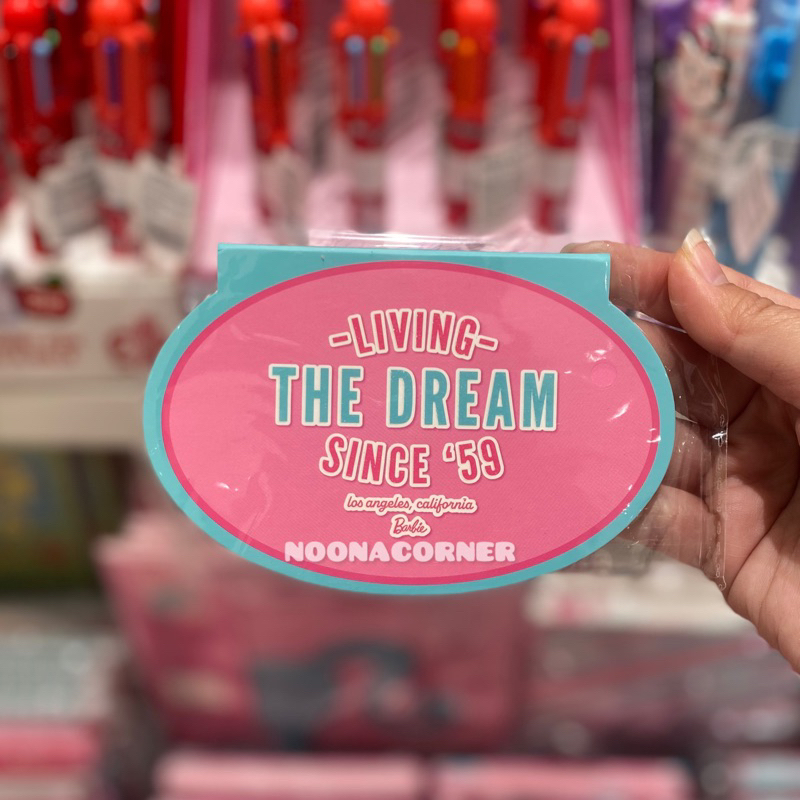 -LIVING-
THE DREAM
SINCE ‘59
los angeles, california
Barbie
NOONACORNER